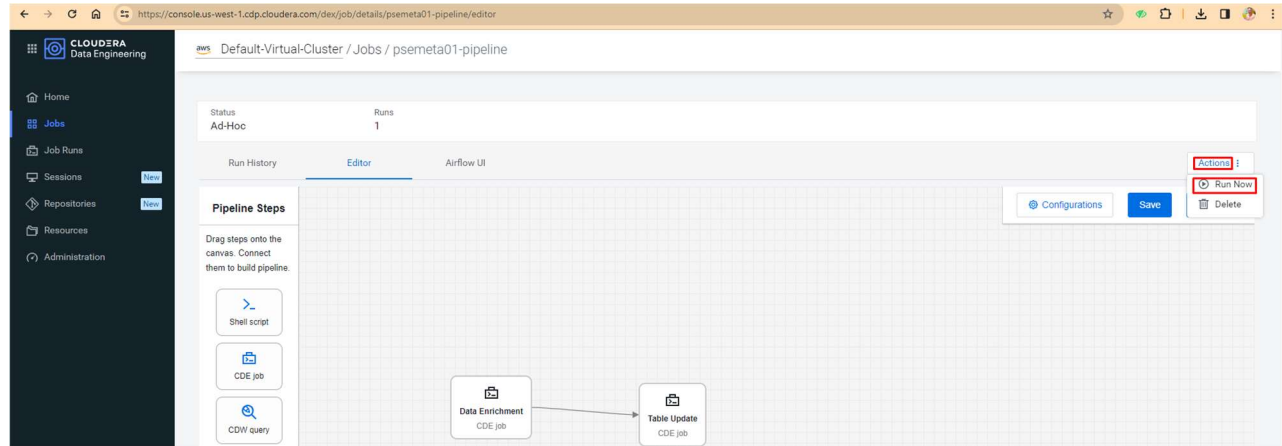 https://console.us-west-1.cdp.cloudera.com/dex/job/details/psemeta01-pipeline/editor
CLOUDERA
Data Engineering
aws Default-Virtual-Cluster / Jobs / psemeta01-pipeline
Home
Jobs
Job Runs
Sessions New
Repositories New
Resources
Administration
Status Runs
Ad-Hoc 1
Run History Editor Airflow UI Actions
Run Now
Delete
Configurations Save
Pipeline Steps
Drag steps onto the
canvas. Connect
them to build pipeline.
Shell script
CDE job
CDW query
Data Enrichment
CDE job
Table Update
CDE job